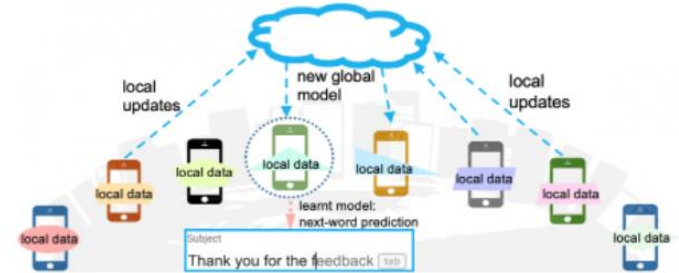 new global
model
local
updates
local
updates
local data
local data
local data
local data
local data
local data
local data
local data
learnt model:
next-word prediction
Subject
Thank you for the feedback tab